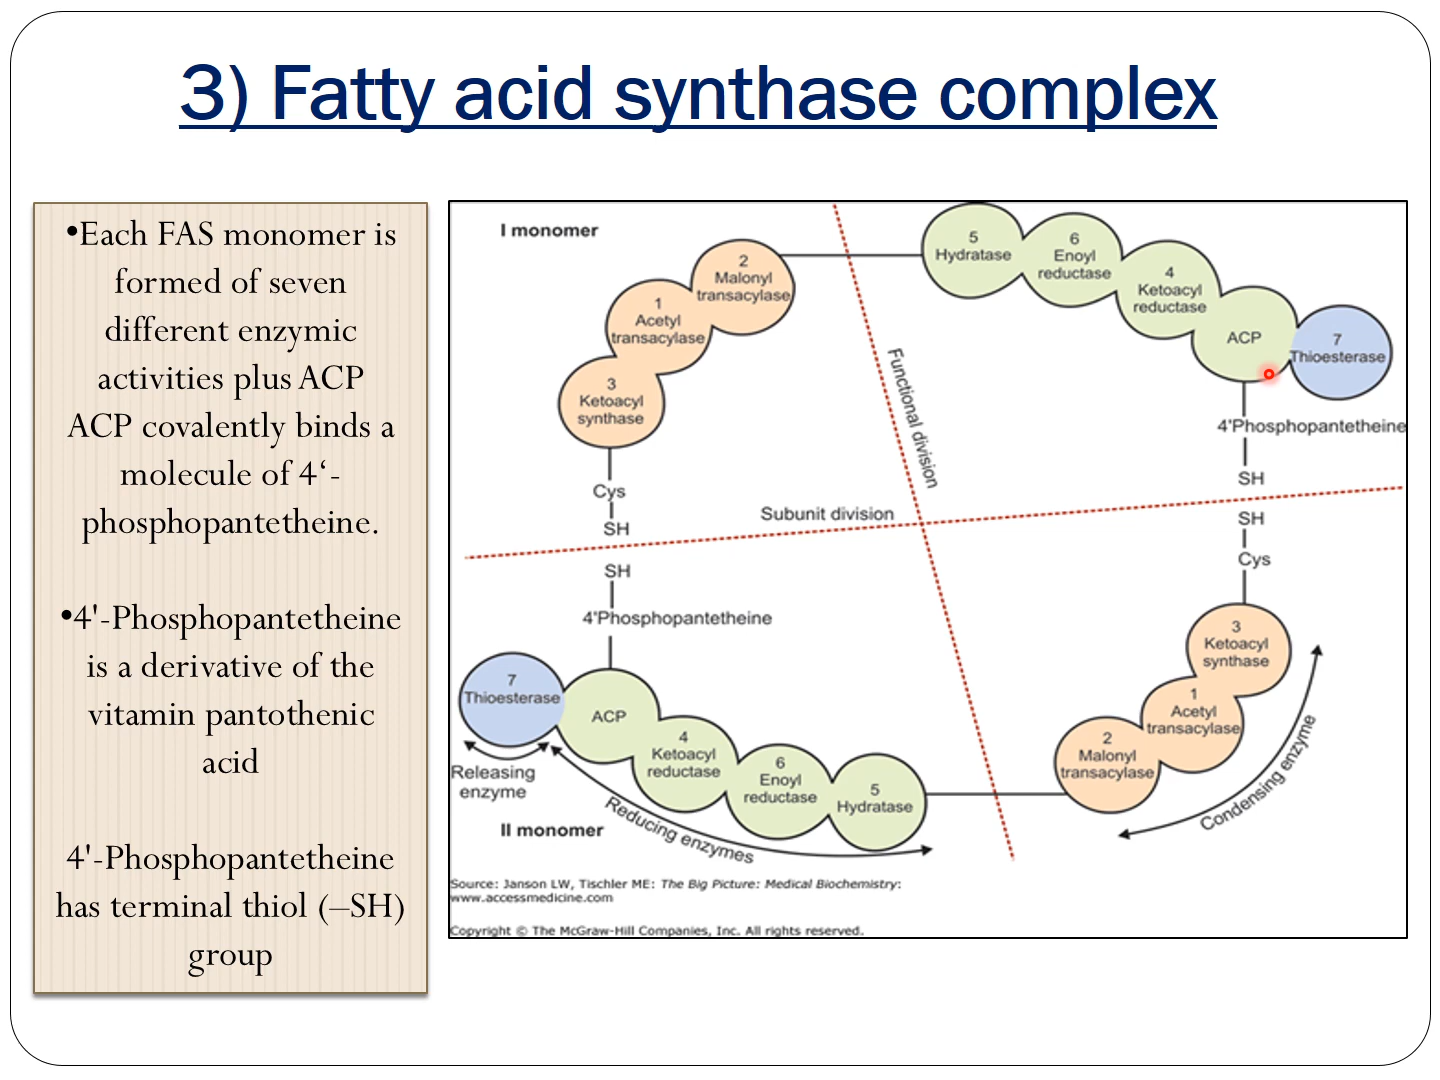 3) Fatty acid synthase complex
•Each FAS monomer is
formed of seven
different enzymic
activities plus ACP
ACP covalently binds a
molecule of 4‘-
phosphopantetheine.
•4'-Phosphopantetheine
is a derivative of the
vitamin pantothenic
acid
4'-Phosphopantetheine
has terminal thiol (–SH)
group
I monomer
2
Malonyl
transacylase
1
Acetyl
transacylase
3
Ketoacyl
synthase
Cys
SH
5
Hydratase
6
Enoyl
reductase
4
Ketoacyl
reductase
ACP
7
Thioesterase
4'Phosphopantetheine
SH
Functional division
Subunit division
SH
4'Phosphopantetheine
7
Thioesterase
ACP
4
Ketoacyl
reductase
6
Enoyl
reductase
5
Hydratase
Releasing
enzyme
Reducing enzymes
II monomer
SH
Cys
3
Ketoacyl
synthase
1
Acetyl
transacylase
2
Malonyl
transacylase
Condensing enzyme
Source: Janson LW, Tischler ME: The Big Picture: Medical Biochemistry:
www.accessmedicine.com
Copyright © The McGraw-Hill Companies, Inc. All rights reserved.